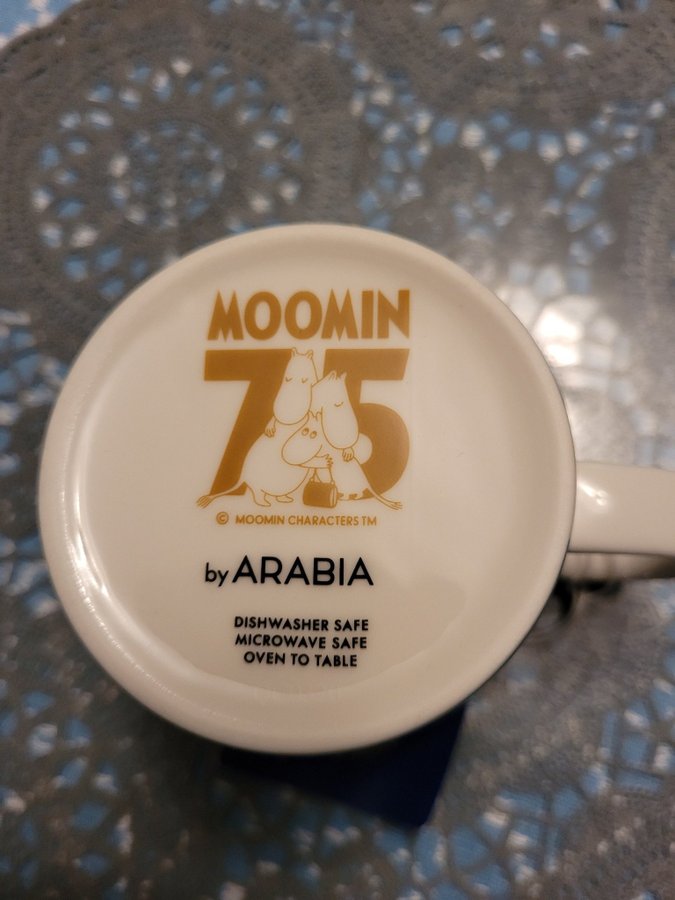 MOOMIN
75
© MOOMIN CHARACTERS TM
by ARABIA
DISHWASHER SAFE
MICROWAVE SAFE
OVEN TO TABLE